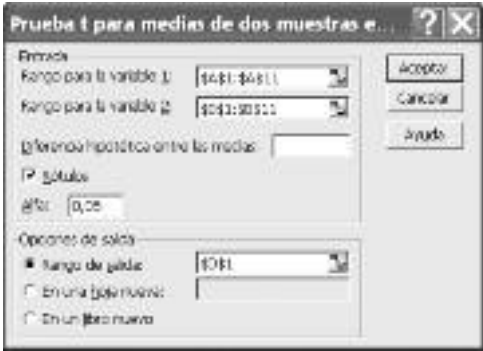 Prueba t para medias de dos muestras e...
Entrada
Rango para la variable 1: $A$1:$A$11
Rango para la variable 2: $B$1:$B$11
Diferencia hipotética entre las medias:
Rótulos
Alfa: 0,05
Opciones de salida
Rango de salida: $D$1
En una hoja nueva:
En un libro nuevo
Aceptar
Cancelar
Ayuda